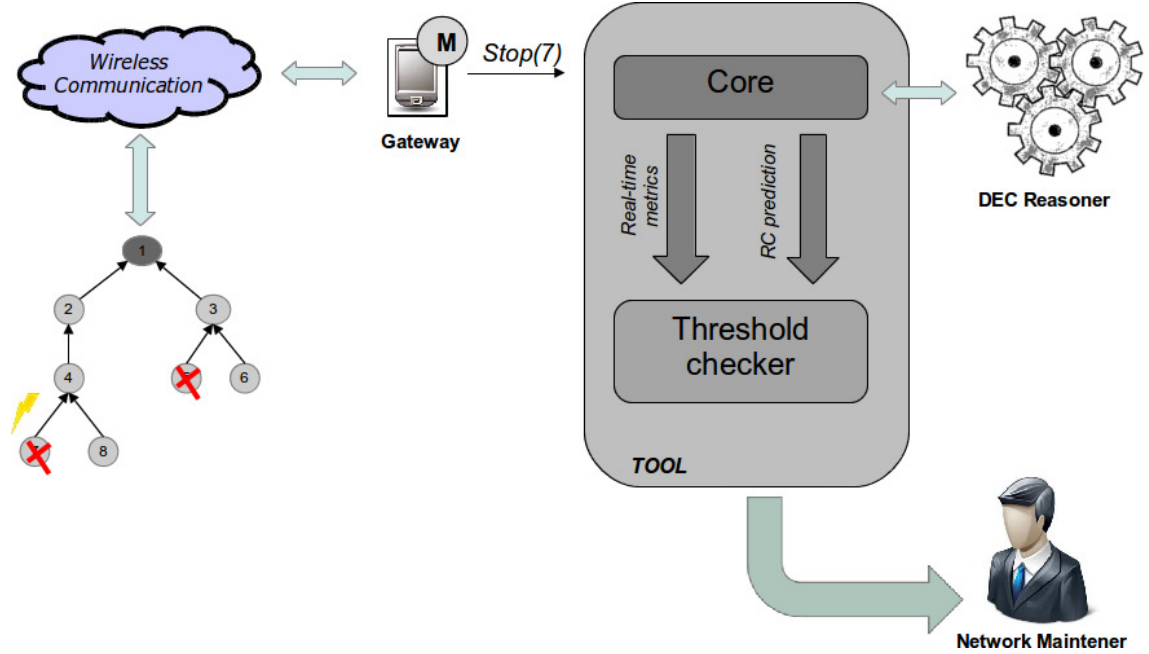 Wireless
Communication
M
Stop(7)
Gateway
Core
Real-time
metrics
RC prediction
DEC Reasoner
Threshold
checker
TOOL
1
2
3
4
6
8
Network Maintener